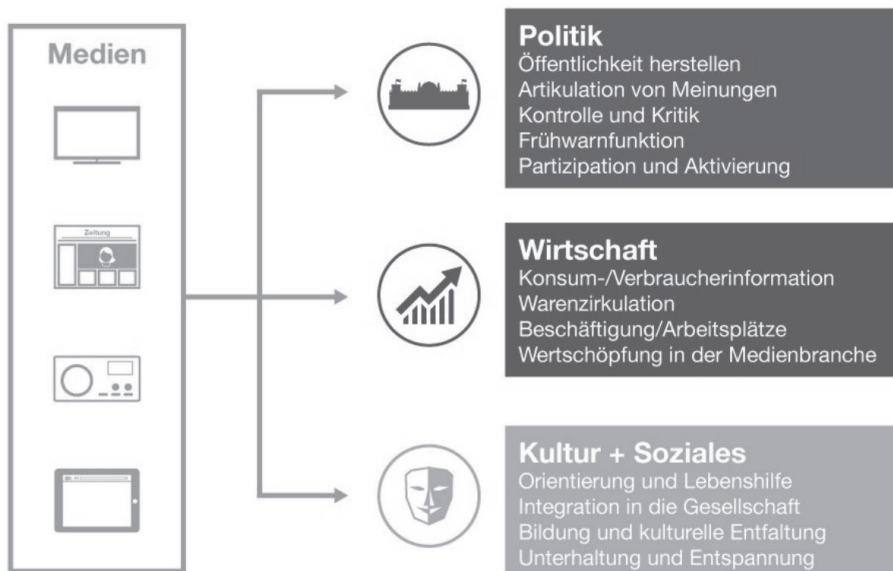 Medien
Zeitung
Politik
Öffentlichkeit herstellen
Artikulation von Meinungen
Kontrolle und Kritik
Frühwarnfunktion
Partizipation und Aktivierung
Wirtschaft
Konsum-/Verbraucherinformation
Warenzirkulation
Beschäftigung/Arbeitsplätze
Wertschöpfung in der Medienbranche
Kultur + Soziales
Orientierung und Lebenshilfe
Integration in die Gesellschaft
Bildung und kulturelle Entfaltung
Unterhaltung und Entspannung